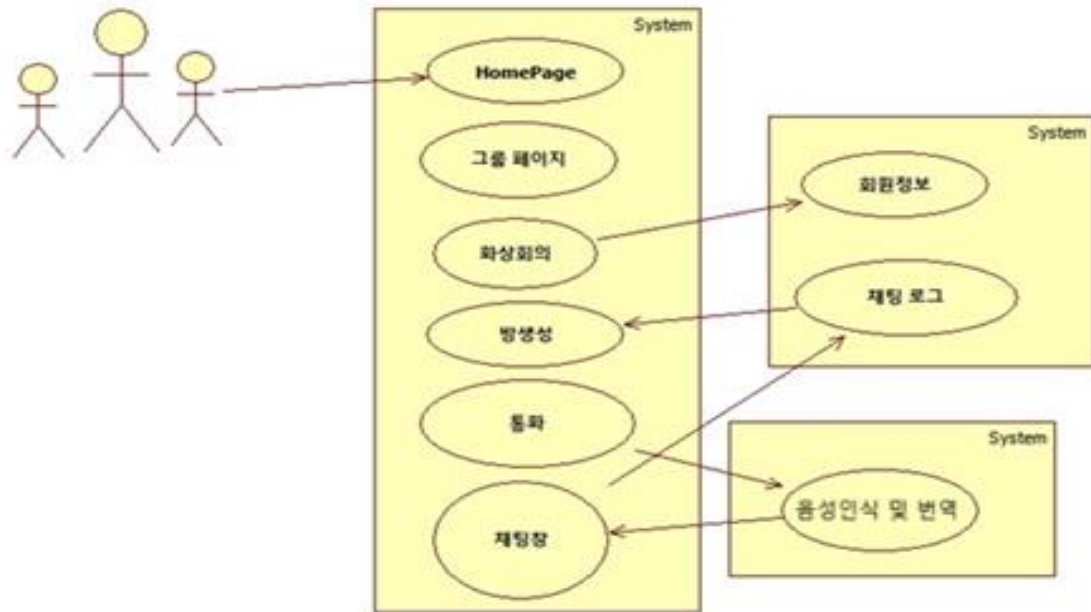 System
HomePage
그룹 페이지
화상회의
방생성
통화
채팅창
System
회원정보
채팅 로그
System
음성인식 및 번역